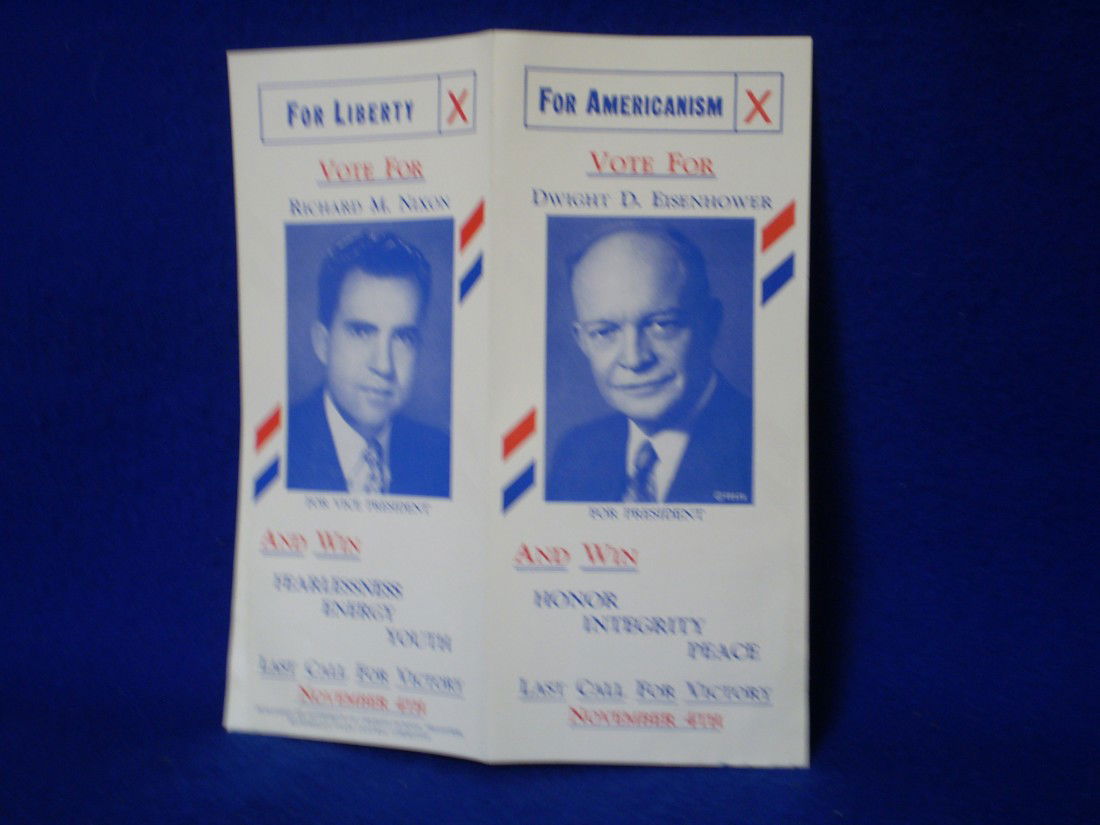 FOR LIBERTY X
VOTE FOR
RICHARD M. NIXON
FOR VICE PRESIDENT
AND WIN
FEARLESSNESS
ENERGY
YOUTH
LAST CALL FOR VICTORY
NOVEMBER 4TH
FOR AMERICANISM X
VOTE FOR
DWIGHT D. EISENHOWER
FOR PRESIDENT
AND WIN
HONOR
INTEGRITY
PEACE
LAST CALL FOR VICTORY
NOVEMBER 4TH